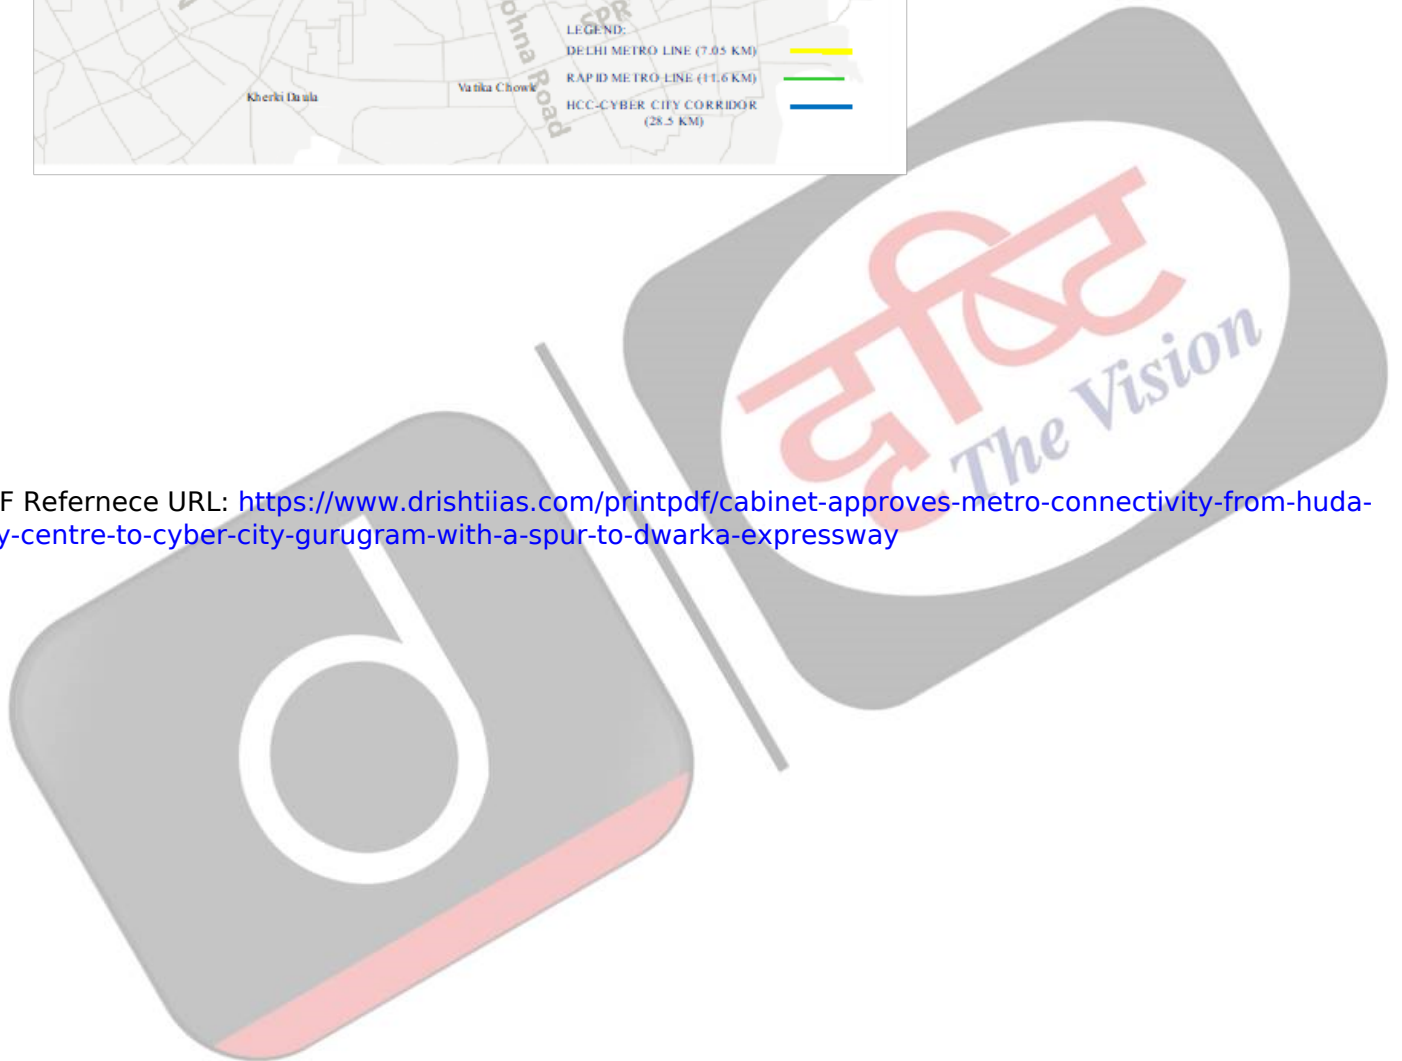 SPR
ohna Road
LEGEND:
DELHI METRO LINE (7.05 KM)
RAPID METRO LINE (11.6 KM)
HCC-CYBER CITY CORRIDOR
(28.5 KM)
Vatika Chowk
Kherki Daula
दृष्टि
The Vision
F Refernece URL: https://www.drishtiias.com/printpdf/cabinet-approves-metro-connectivity-from-huda-
y-centre-to-cyber-city-gurugram-with-a-spur-to-dwarka-expressway
d